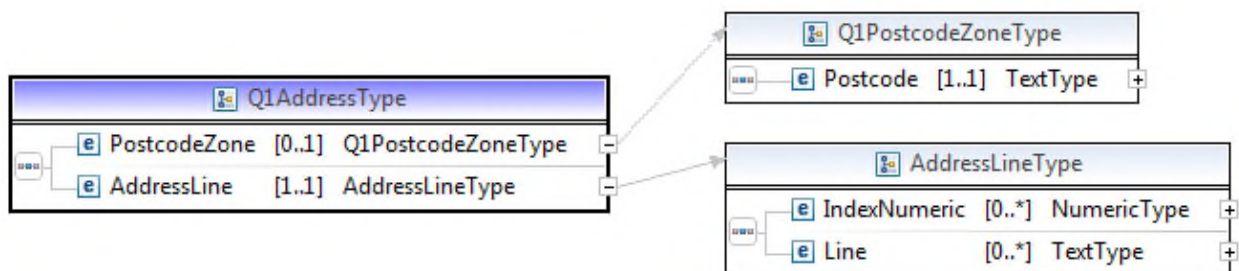 Q1AddressType
e PostcodeZone [0..1] Q1PostcodeZoneType
e AddressLine [1..1] AddressLineType
Q1PostcodeZoneType
e Postcode [1..1] TextType
AddressLineType
e IndexNumeric [0..*] NumericType
e Line [0..*] TextType